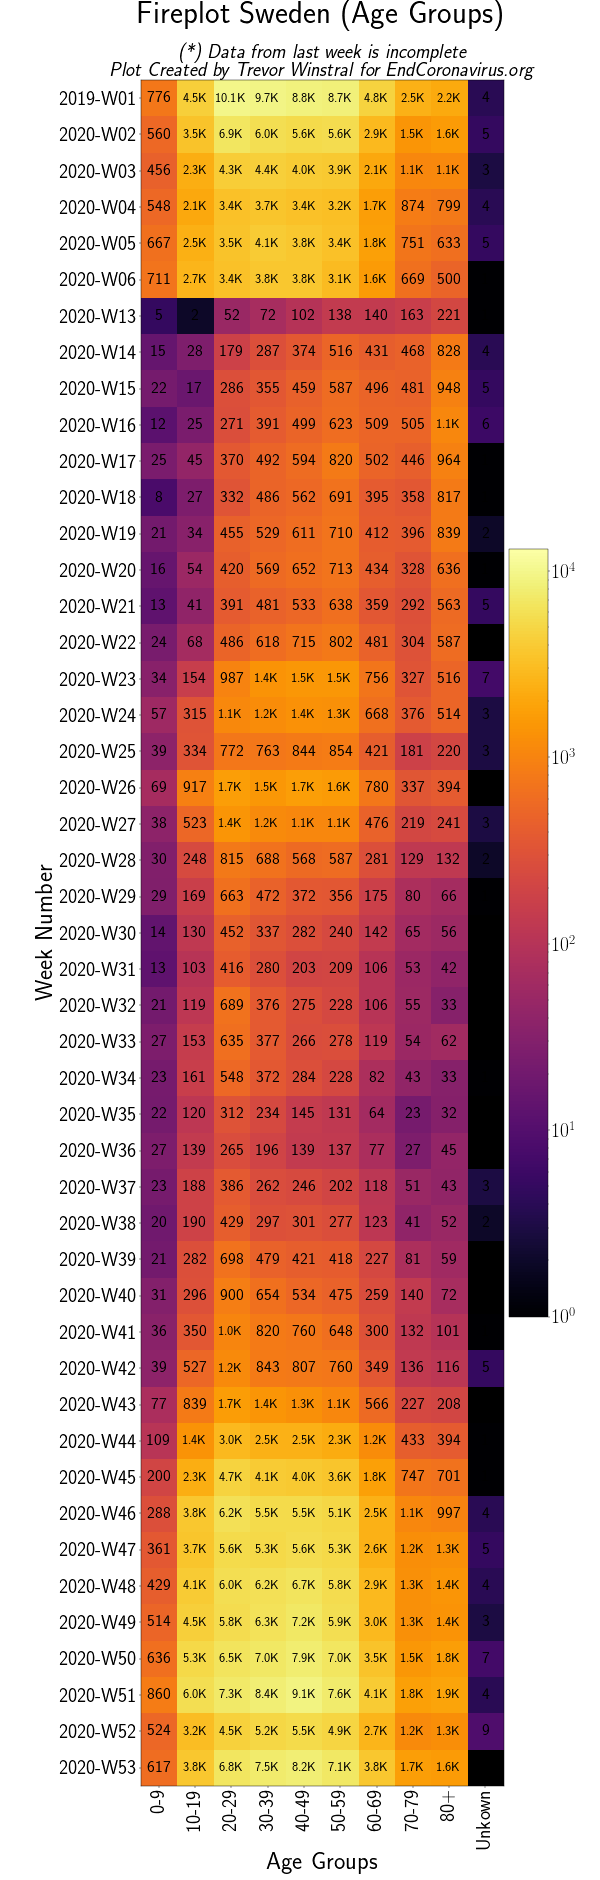 Fireplot Sweden (Age Groups)
(*) Data from last week is incomplete
Plot Created by Trevor Winstral for EndCoronavirus.org
2019-W01 776 4.5K 10.1K 9.7K 8.8K 8.7K 4.8K 2.5K 2.2K 4
2020-W02 560 3.5K 6.9K 6.0K 5.6K 5.6K 2.9K 1.5K 1.6K 5
2020-W03 456 2.3K 4.3K 4.4K 4.0K 3.9K 2.1K 1.1K 1.1K 3
2020-W04 548 2.1K 3.4K 3.7K 3.4K 3.2K 1.7K 874 799 4
2020-W05 667 2.5K 3.5K 4.1K 3.8K 3.4K 1.8K 751 633 5
2020-W06 711 2.7K 3.4K 3.8K 3.8K 3.1K 1.6K 669 500
2020-W13 5 2 52 72 102 138 140 163 221
2020-W14 15 28 179 287 374 516 431 468 828 4
2020-W15 22 17 286 355 459 587 496 481 948 5
2020-W16 12 25 271 391 499 623 509 505 1.1K 6
2020-W17 25 45 370 492 594 820 502 446 964
2020-W18 8 27 332 486 562 691 395 358 817
2020-W19 21 34 455 529 611 710 412 396 839 2
2020-W20 16 54 420 569 652 713 434 328 636
2020-W21 13 41 391 481 533 638 359 292 563 5
2020-W22 24 68 486 618 715 802 481 304 587
2020-W23 34 154 987 1.4K 1.5K 1.5K 756 327 516 7
2020-W24 57 315 1.1K 1.2K 1.4K 1.3K 668 376 514 3
2020-W25 39 334 772 763 844 854 421 181 220 3
2020-W26 69 917 1.7K 1.5K 1.7K 1.6K 780 337 394
2020-W27 38 523 1.4K 1.2K 1.1K 1.1K 476 219 241 3
2020-W28 30 248 815 688 568 587 281 129 132 2
2020-W29 29 169 663 472 372 356 175 80 66
2020-W30 14 130 452 337 282 240 142 65 56
2020-W31 13 103 416 280 203 209 106 53 42
2020-W32 21 119 689 376 275 228 106 55 33
2020-W33 27 153 635 377 266 278 119 54 62
2020-W34 23 161 548 372 284 228 82 43 33
2020-W35 22 120 312 234 145 131 64 23 32
2020-W36 27 139 265 196 139 137 77 27 45
2020-W37 23 188 386 262 246 202 118 51 43 3
2020-W38 20 190 429 297 301 277 123 41 52 2
2020-W39 21 282 698 479 421 418 227 81 59
2020-W40 31 296 900 654 534 475 259 140 72
2020-W41 36 350 1.0K 820 760 648 300 132 101
2020-W42 39 527 1.2K 843 807 760 349 136 116 5
2020-W43 77 839 1.7K 1.4K 1.3K 1.1K 566 227 208
2020-W44 109 1.4K 3.0K 2.5K 2.5K 2.3K 1.2K 433 394
2020-W45 200 2.3K 4.7K 4.1K 4.0K 3.6K 1.8K 747 701
2020-W46 288 3.8K 6.2K 5.5K 5.5K 5.1K 2.5K 1.1K 997 4
2020-W47 361 3.7K 5.6K 5.3K 5.6K 5.3K 2.6K 1.2K 1.3K 5
2020-W48 429 4.1K 6.0K 6.2K 6.7K 5.8K 2.9K 1.3K 1.4K 4
2020-W49 514 4.5K 5.8K 6.3K 7.2K 5.9K 3.0K 1.3K 1.4K 3
2020-W50 636 5.3K 6.5K 7.0K 7.9K 7.0K 3.5K 1.5K 1.8K 7
2020-W51 860 6.0K 7.3K 8.4K 9.1K 7.6K 4.1K 1.8K 1.9K 4
2020-W52 524 3.2K 4.5K 5.2K 5.5K 4.9K 2.7K 1.2K 1.3K 9
2020-W53 617 3.8K 6.8K 7.5K 8.2K 7.1K 3.8K 1.7K 1.6K
0-9 10-19 20-29 30-39 40-49 50-59 60-69 70-79 80+ Unkown
Age Groups
Week Number
10⁴
10³
10²
10¹
10⁰